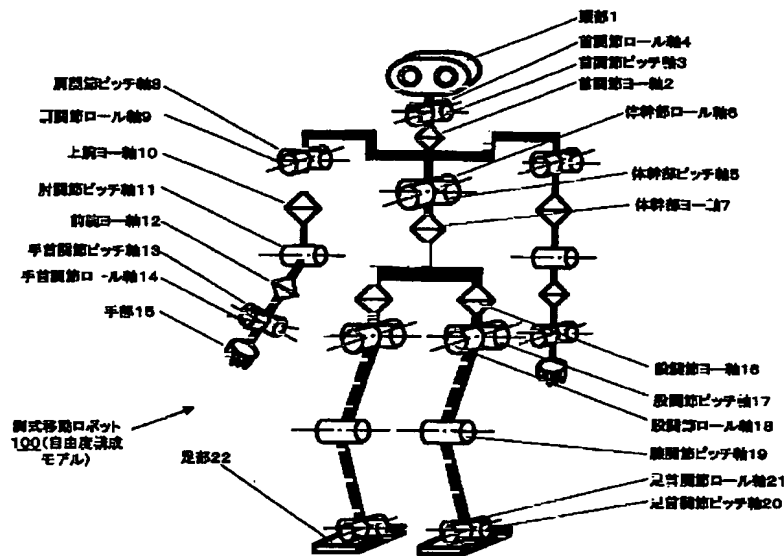 頭部1
首関節ロール軸4
首関節ピッチ軸3
首関節ヨー軸2
体幹部ロール軸6
体幹部ピッチ軸5
体幹部ヨー軸7
肩関節ピッチ軸8
肩関節ロール軸9
上腕ヨー軸10
肘関節ピッチ軸11
前腕ヨー軸12
手首関節ピッチ軸13
手首関節ロール軸14
手部15
股関節ヨー軸16
股関節ピッチ軸17
股関節ロール軸18
膝関節ピッチ軸19
足首関節ロール軸21
足首関節ピッチ軸20
脚式移動ロボット
100(自由度構成
モデル)
足部22